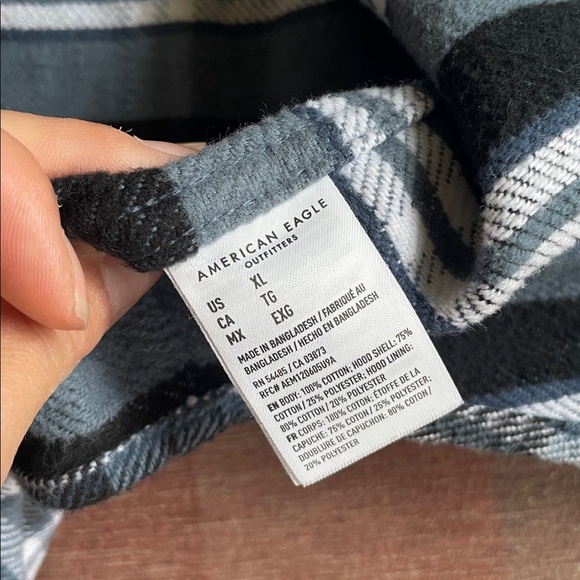 AMERICAN EAGLE
OUTFITTERS
US XL
CA TG
MX EXG
MADE IN BANGLADESH / FABRIQUÉ AU
BANGLADESH / HECHO EN BANGLADESH
RN 54485 / CA 03873
RFC# AEM120605U9A
EN BODY: 100% COTTON; HOOD SHELL: 75%
COTTON / 25% POLYESTER; HOOD LINING:
80% COTTON / 20% POLYESTER
FR CORPS: 100% COTON; ÉTOFFE DE LA
CAPUCHE: 75% COTON / 25% POLYESTER;
DOUBLURE DE CAPUCHON: 80% COTON /
20% POLYESTER